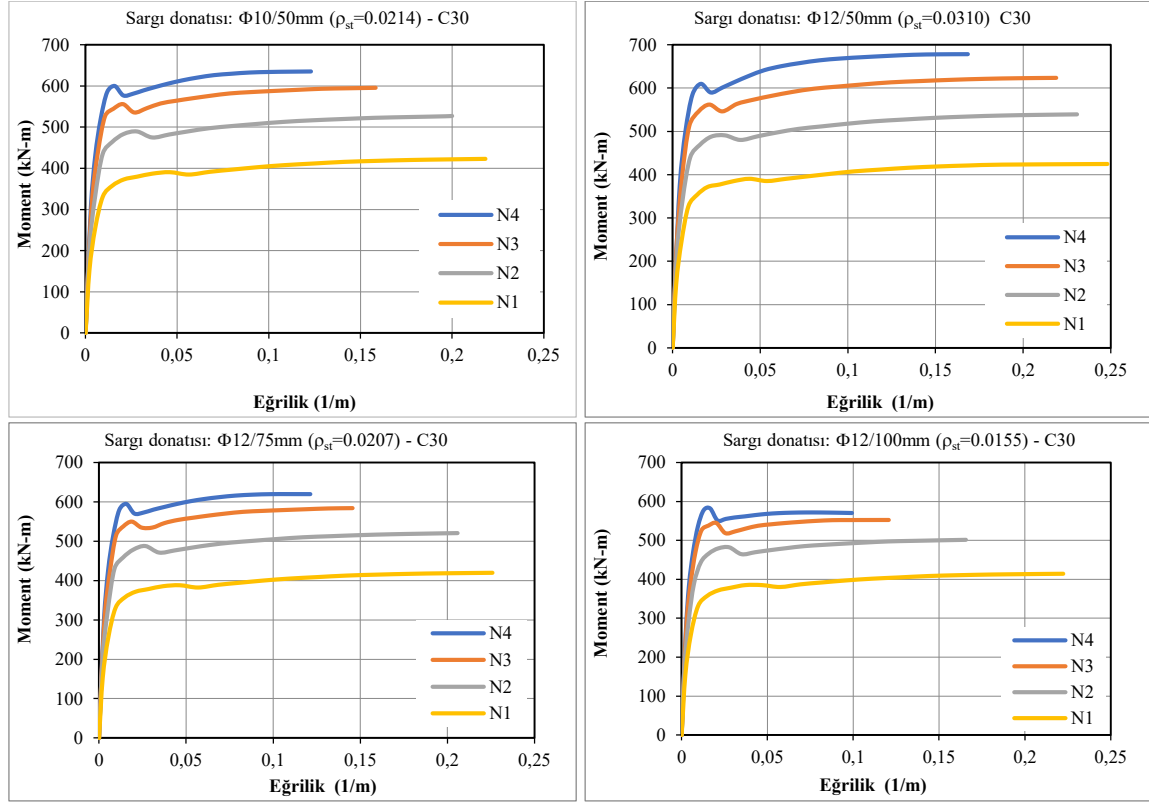 Sargı donatısı: Φ10/50mm (ρst=0.0214) - C30
Moment (kN-m)
700
600
500
400
300
200
100
0
N4
N3
N2
N1
0
0,05
0,1
0,15
0,2
0,25
Eğrilik (1/m)
Sargı donatısı: Φ12/50mm (ρst=0.0310) C30
Moment (kN-m)
700
600
500
400
300
200
100
0
N4
N3
N2
N1
0
0,05
0,1
0,15
0,2
0,25
Eğrilik (1/m)
Sargı donatısı: Φ12/75mm (ρst=0.0207) - C30
Moment (kN-m)
700
600
500
400
300
200
100
0
N4
N3
N2
N1
0
0,05
0,1
0,15
0,2
0,25
Eğrilik (1/m)
Sargı donatısı: Φ12/100mm (ρst=0.0155) - C30
Moment (kN-m)
700
600
500
400
300
200
100
0
N4
N3
N2
N1
0
0,05
0,1
0,15
0,2
0,25
Eğrilik (1/m)